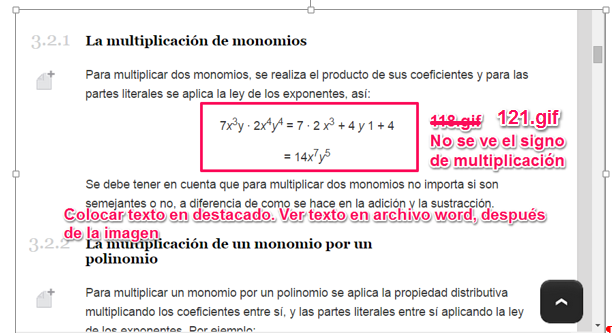 3.2.1 La multiplicación de monomios
Para multiplicar dos monomios, se realiza el producto de sus coeficientes y para las
partes literales se aplica la ley de los exponentes, así:
7x³y · 2x⁴y⁴ = 7 · 2 x³ + 4 y 1 + 4
= 14x⁷y⁵
118.gif 121.gif
No se ve el signo
de multiplicación
Se debe tener en cuenta que para multiplicar dos monomios no importa si son
semejantes o no, a diferencia de como se hace en la adición y la sustracción.
Colocar texto en destacado. Ver texto en archivo word, después
de la imagen
3.2.2 La multiplicación de un monomio por un
polinomio
Para multiplicar un monomio por un polinomio se aplica la propiedad distributiva
multiplicando los coeficientes entre sí, y las partes literales entre sí aplicando la ley
de los exponentes. Por ejemplo: